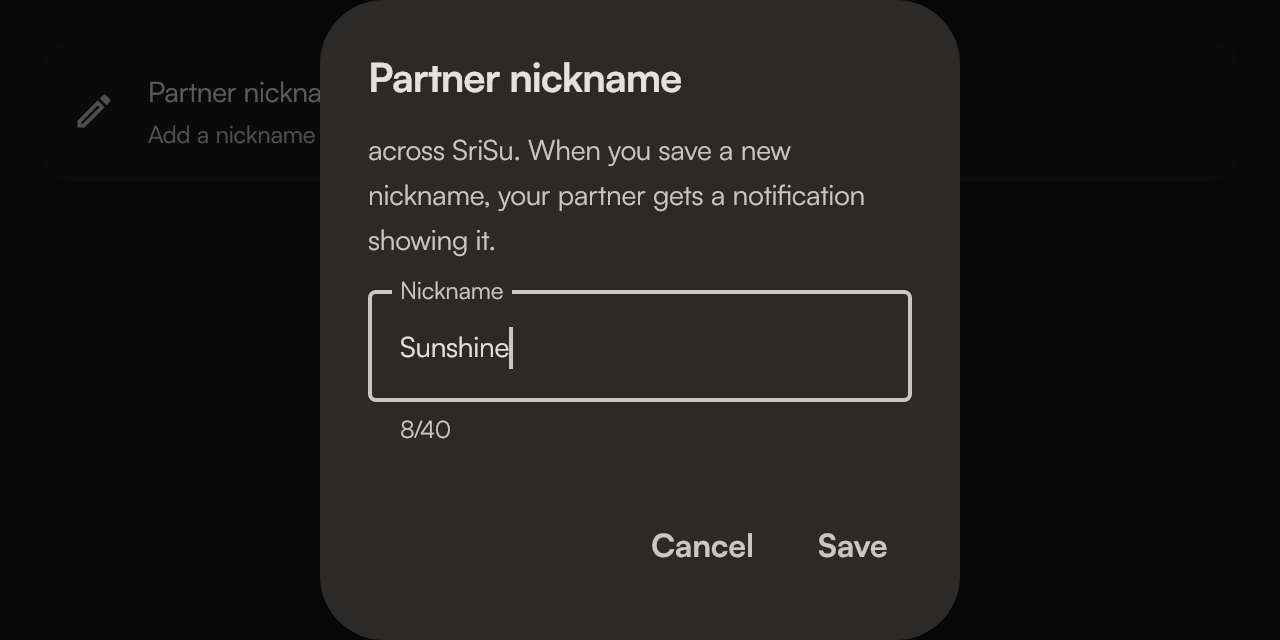 Partner nickname
across SriSu. When you save a new
nickname, your partner gets a notification
showing it.
Nickname
Sunshine
8/40
Cancel Save
Partner nickna
Add a nickname